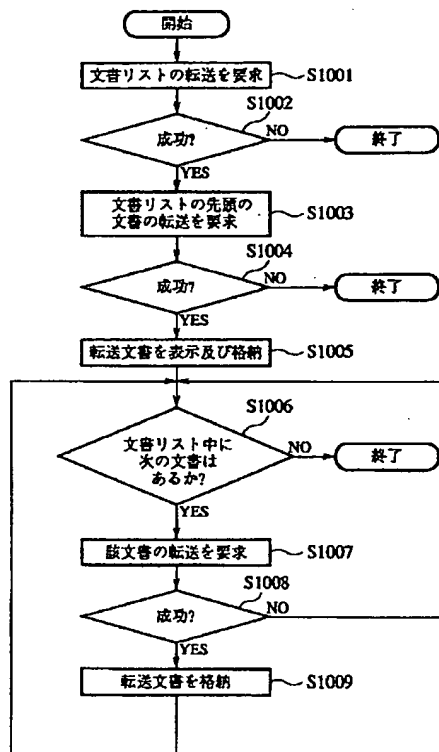 開始
文書リストの転送を要求 S1001
S1002
成功? NO 終了
YES
文書リストの先頭の
文書の転送を要求 S1003
S1004
成功? NO 終了
YES
転送文書を表示及び格納 S1005
S1006
文書リスト中に
次の文書は
あるか? NO 終了
YES
該文書の転送を要求 S1007
S1008
成功? NO
YES
転送文書を格納 S1009